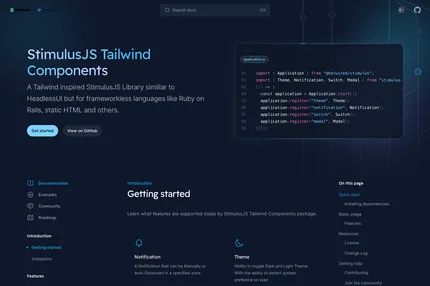 Search docs
StimulusJS Tailwind
Components
A Tailwind inspired StimulusJS Library similar to
HeadlessUI but for frameworkless languages like Ruby on
Rails, static HTML and others.
Get started
View on GitHub
application.js
01 import { Application } from "@hotwired/stimulus";
02 import { Theme, Notification, Switch, Modal } from "stimulus-
03 (() => {
04 const application = Application.start();
05 application.register("theme", Theme);
06 application.register("notification", Notification);
07 application.register("switch", Switch);
08 application.register("modal", Modal);
09 })();
Documentation
Examples
Community
Roadmap
Introduction
Getting started
Installation
Features
Introduction
Getting started
Learn what features are supported today by StimulusJS Tailwind Components package.
Notification
A Notification that can be Manually or
Auto Dismissed in a specified zone.
Theme
Ability to toggle Dark and Light Theme.
With the ability to detect system
preference on load.
On this page
Quick start
Installing dependencies
Basic usage
Features
Resources
License
Change Log
Getting help
Contributing
Join the community